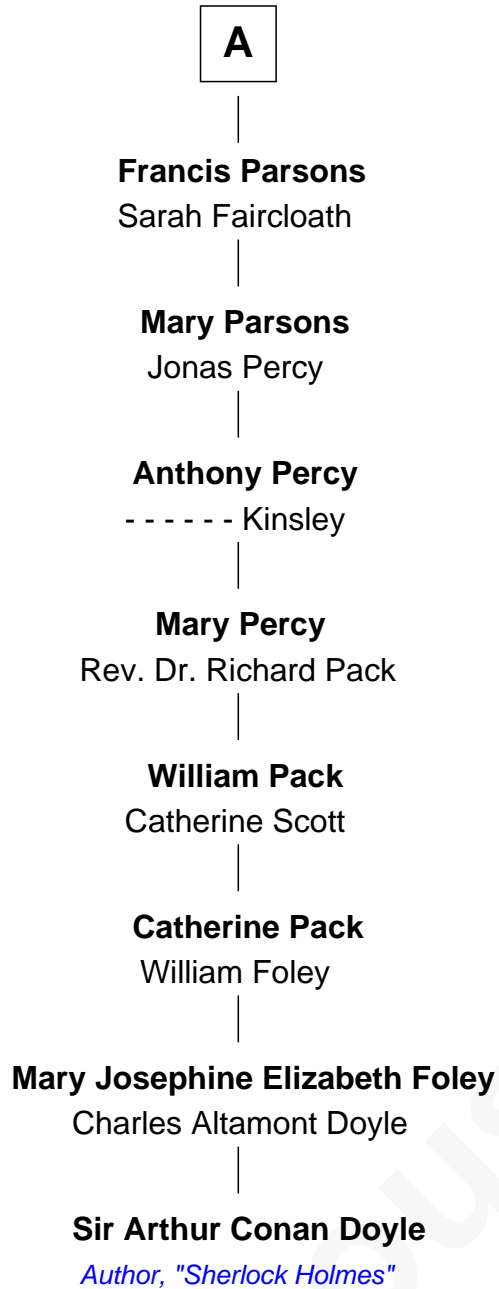 A
Francis Parsons
Sarah Faircloath
Mary Parsons
Jonas Percy
Anthony Percy
- - - - - - Kinsley
Mary Percy
Rev. Dr. Richard Pack
William Pack
Catherine Scott
Catherine Pack
William Foley
Mary Josephine Elizabeth Foley
Charles Altamont Doyle
Sir Arthur Conan Doyle
Author, "Sherlock Holmes"